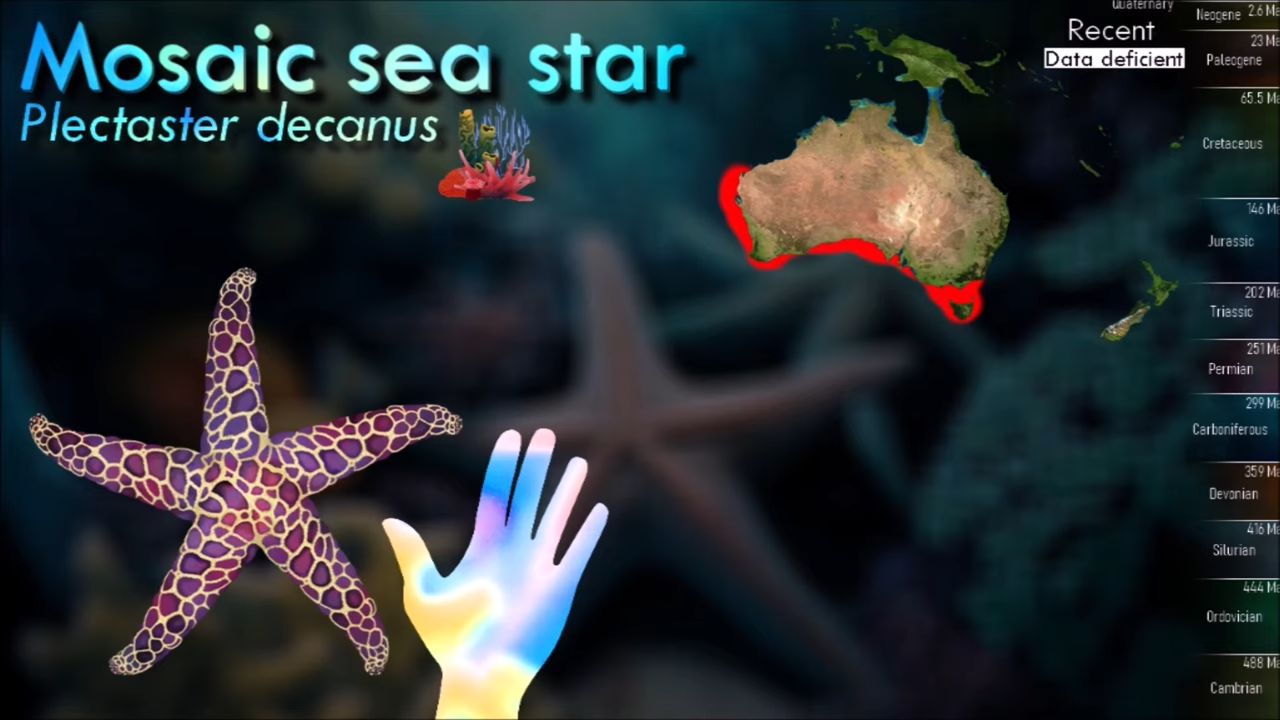 Mosaic sea star
Plectaster decanus
Recent
Data deficient
Quaternary
2.6 Ma
Neogene
23 Ma
Paleogene
65.5 Ma
Cretaceous
146 Ma
Jurassic
202 Ma
Triassic
251 Ma
Permian
299 Ma
Carboniferous
359 Ma
Devonian
416 Ma
Silurian
444 Ma
Ordovician
488 Ma
Cambrian